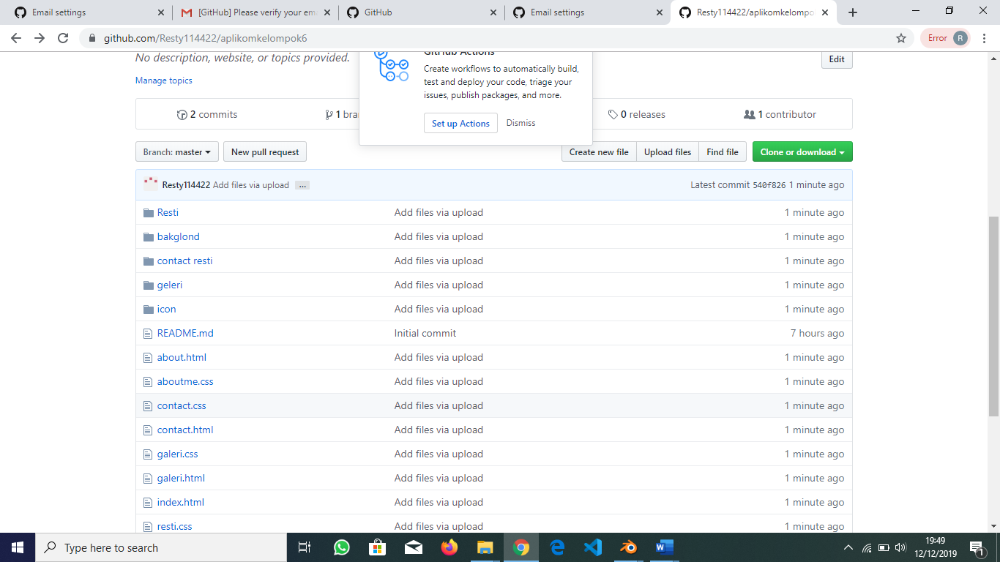 Email settings
[GitHub] Please verify your ema
GitHub
Email settings
Resty114422/aplikomkelompo
github.com/Resty114422/aplikomkelompok6
Error R
No description, website, or topics provided.
Edit
Manage topics
GitHub Actions
Create workflows to automatically build,
test and deploy your code, triage your
issues, publish packages, and more.
Set up Actions Dismiss
2 commits
1 bra
0 releases
1 contributor
Branch: master
New pull request
Create new file
Upload files
Find file
Clone or download
Resty114422 Add files via upload ...
Latest commit 540f826 1 minute ago
Resti Add files via upload 1 minute ago
bakglond Add files via upload 1 minute ago
contact resti Add files via upload 1 minute ago
geleri Add files via upload 1 minute ago
icon Add files via upload 1 minute ago
README.md Initial commit 7 hours ago
about.html Add files via upload 1 minute ago
aboutme.css Add files via upload 1 minute ago
contact.css Add files via upload 1 minute ago
contact.html Add files via upload 1 minute ago
galeri.css Add files via upload 1 minute ago
galeri.html Add files via upload 1 minute ago
index.html Add files via upload 1 minute ago
resti.css Add files via upload 1 minute ago
Type here to search
19:49
12/12/2019
1